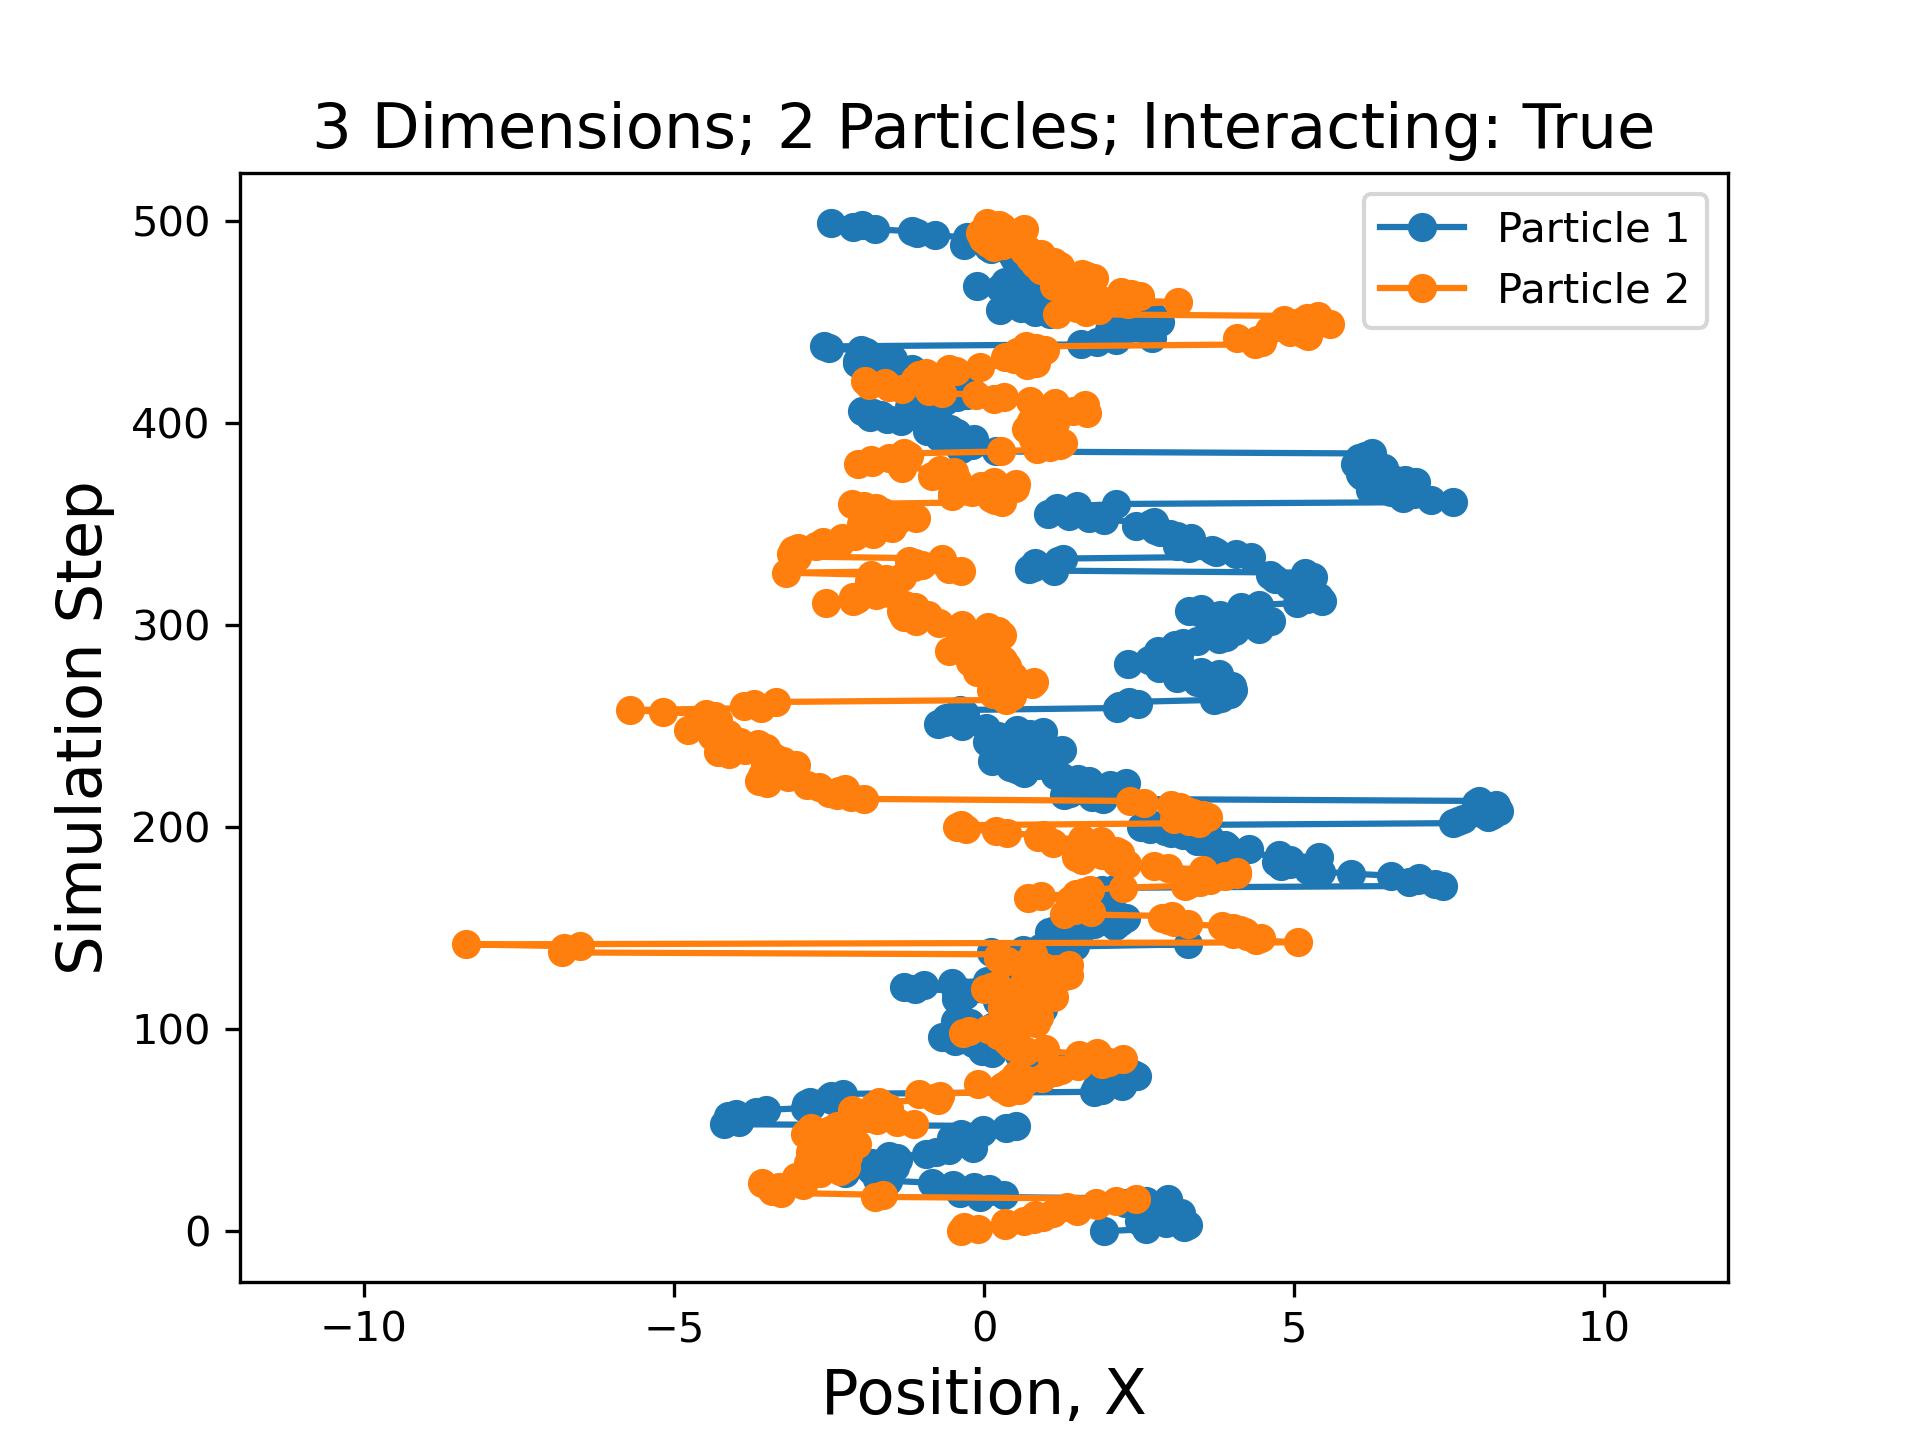 3 Dimensions; 2 Particles; Interacting: True
Particle 1
Particle 2
Simulation Step
500
400
300
200
100
0
−10
−5
0
5
10
Position, X